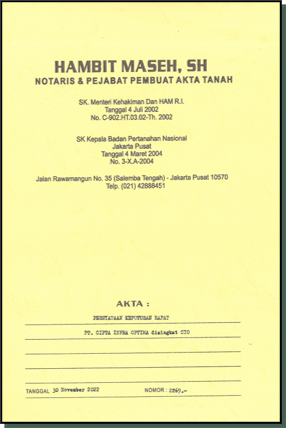 HAMBIT MASEH, SH
NOTARIS & PEJABAT PEMBUAT AKTA TANAH
SK. Menteri Kehakiman Dan HAM R.I.
Tanggal 4 Juli 2002
No. C-902.HT.03.02-Th. 2002
SK Kepala Badan Pertanahan Nasional
Jakarta Pusat
Tanggal 4 Maret 2004
No. 3-X.A-2004
Jalan Rawamangun No. 35 (Salemba Tengah) - Jakarta Pusat 10570
Telp. (021) 42888451
AKTA :
PERNYATAAN KEPUTUSAN RAPAT
PT. CIPTA INFRA OPTIMA disingkat CIO
TANGGAL 30 November 2022
NOMOR : 2869,-